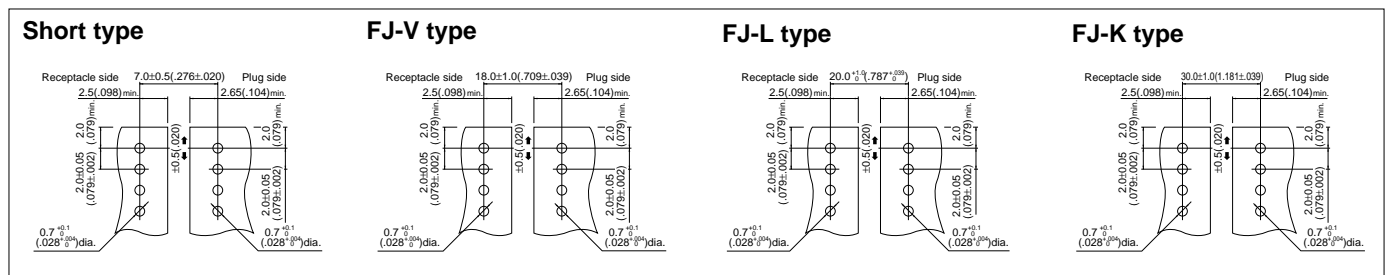 Short type
Receptacle side 7.0±0.5(.276±.020) Plug side
2.5(.098)min. 2.65(.104)min.
2.0
(.079)min.
±0.5(.020)
2.0
(.079)min.
2.0±0.05
(.079±.002)
2.0±0.05
(.079±.002)
0.7 +0.1 0
(.028 +.004 0)dia.
0.7 +0.1 0
(.028 +.004 0)dia.
FJ-V type
Receptacle side 18.0±1.0(.709±.039) Plug side
2.5(.098)min. 2.65(.104)min.
2.0
(.079)min.
±0.5(.020)
2.0
(.079)min.
2.0±0.05
(.079±.002)
2.0±0.05
(.079±.002)
0.7 +0.1 0
(.028 +.004 0)dia.
0.7 +0.1 0
(.028 +.004 0)dia.
FJ-L type
Receptacle side 20.0 +1.0 0 (.787 +.039 0) Plug side
2.5(.098)min. 2.65(.104)min.
2.0
(.079)min.
±0.5(.020)
2.0
(.079)min.
2.0±0.05
(.079±.002)
2.0±0.05
(.079±.002)
0.7 +0.1 0
(.028 +.004 0)dia.
0.7 +0.1 0
(.028 +.004 0)dia.
FJ-K type
Receptacle side 30.0±1.0(1.181±.039) Plug side
2.5(.098)min. 2.65(.104)min.
2.0
(.079)min.
±0.5(.020)
2.0
(.079)min.
2.0±0.05
(.079±.002)
2.0±0.05
(.079±.002)
0.7 +0.1 0
(.028 +.004 0)dia.
0.7 +0.1 0
(.028 +.004 0)dia.